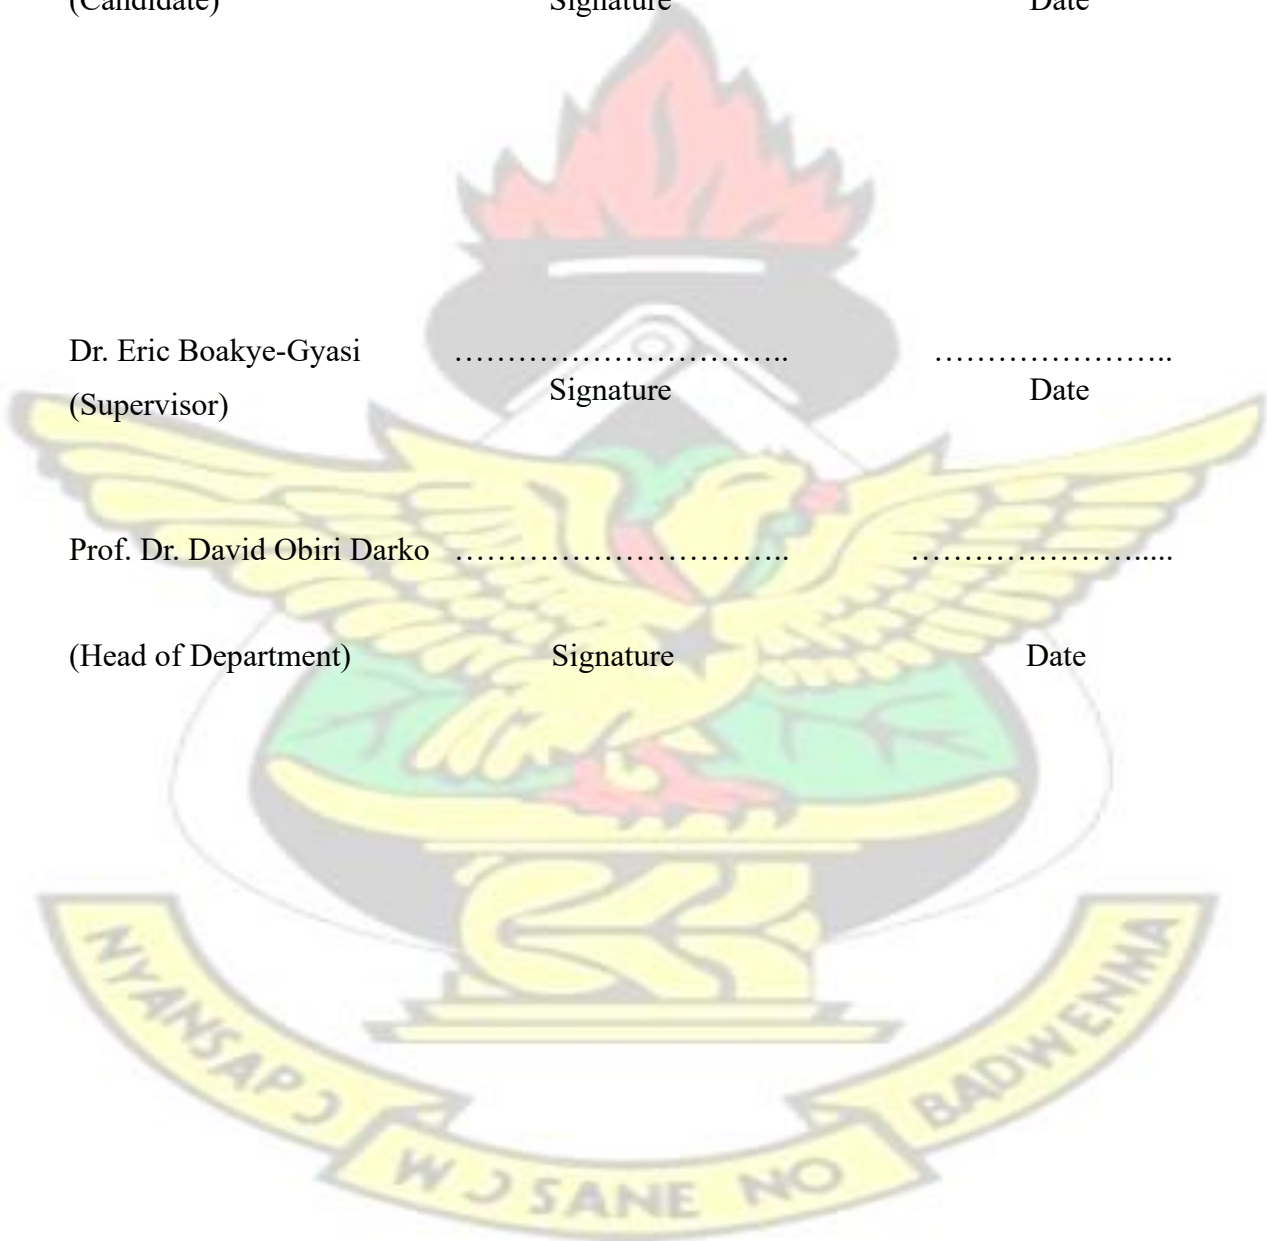 (Candidate) Signature Date
Dr. Eric Boakye-Gyasi …………………………….. …………………..
(Supervisor) Signature Date
Prof. Dr. David Obiri Darko …………………………….. ………….…….…….....
(Head of Department) Signature Date
NYANSAPƆ
WƆ SANE NO
BADWENMA